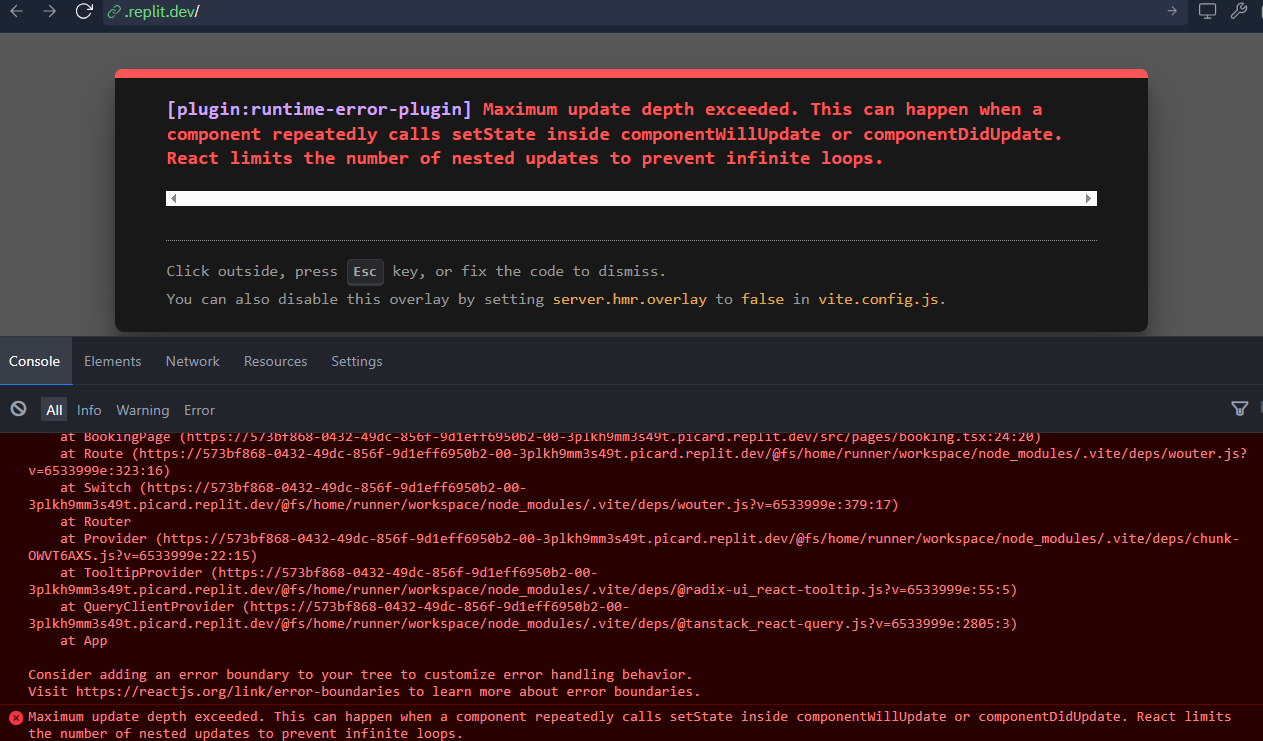 .replit.dev/
[plugin:runtime-error-plugin] Maximum update depth exceeded. This can happen when a
component repeatedly calls setState inside componentWillUpdate or componentDidUpdate.
React limits the number of nested updates to prevent infinite loops.
Click outside, press Esc key, or fix the code to dismiss.
You can also disable this overlay by setting server.hmr.overlay to false in vite.config.js.
Console Elements Network Resources Settings
All Info Warning Error
at BookingPage (https://573bf868-0432-49dc-856f-9d1eff6950b2-00-3plkh9mm3s49t.picard.replit.dev/src/pages/booking.tsx:24:20)
at Route (https://573bf868-0432-49dc-856f-9d1eff6950b2-00-3plkh9mm3s49t.picard.replit.dev/@fs/home/runner/workspace/node_modules/.vite/deps/wouter.js?
v=6533999e:323:16)
at Switch (https://573bf868-0432-49dc-856f-9d1eff6950b2-00-
3plkh9mm3s49t.picard.replit.dev/@fs/home/runner/workspace/node_modules/.vite/deps/wouter.js?v=6533999e:379:17)
at Router
at Provider (https://573bf868-0432-49dc-856f-9d1eff6950b2-00-3plkh9mm3s49t.picard.replit.dev/@fs/home/runner/workspace/node_modules/.vite/deps/chunk-
OWVT6AXS.js?v=6533999e:22:15)
at TooltipProvider (https://573bf868-0432-49dc-856f-9d1eff6950b2-00-
3plkh9mm3s49t.picard.replit.dev/@fs/home/runner/workspace/node_modules/.vite/deps/@radix-ui_react-tooltip.js?v=6533999e:55:5)
at QueryClientProvider (https://573bf868-0432-49dc-856f-9d1eff6950b2-00-
3plkh9mm3s49t.picard.replit.dev/@fs/home/runner/workspace/node_modules/.vite/deps/@tanstack_react-query.js?v=6533999e:2805:3)
at App
Consider adding an error boundary to your tree to customize error handling behavior.
Visit https://reactjs.org/link/error-boundaries to learn more about error boundaries.
Maximum update depth exceeded. This can happen when a component repeatedly calls setState inside componentWillUpdate or componentDidUpdate. React limits
the number of nested updates to prevent infinite loops.